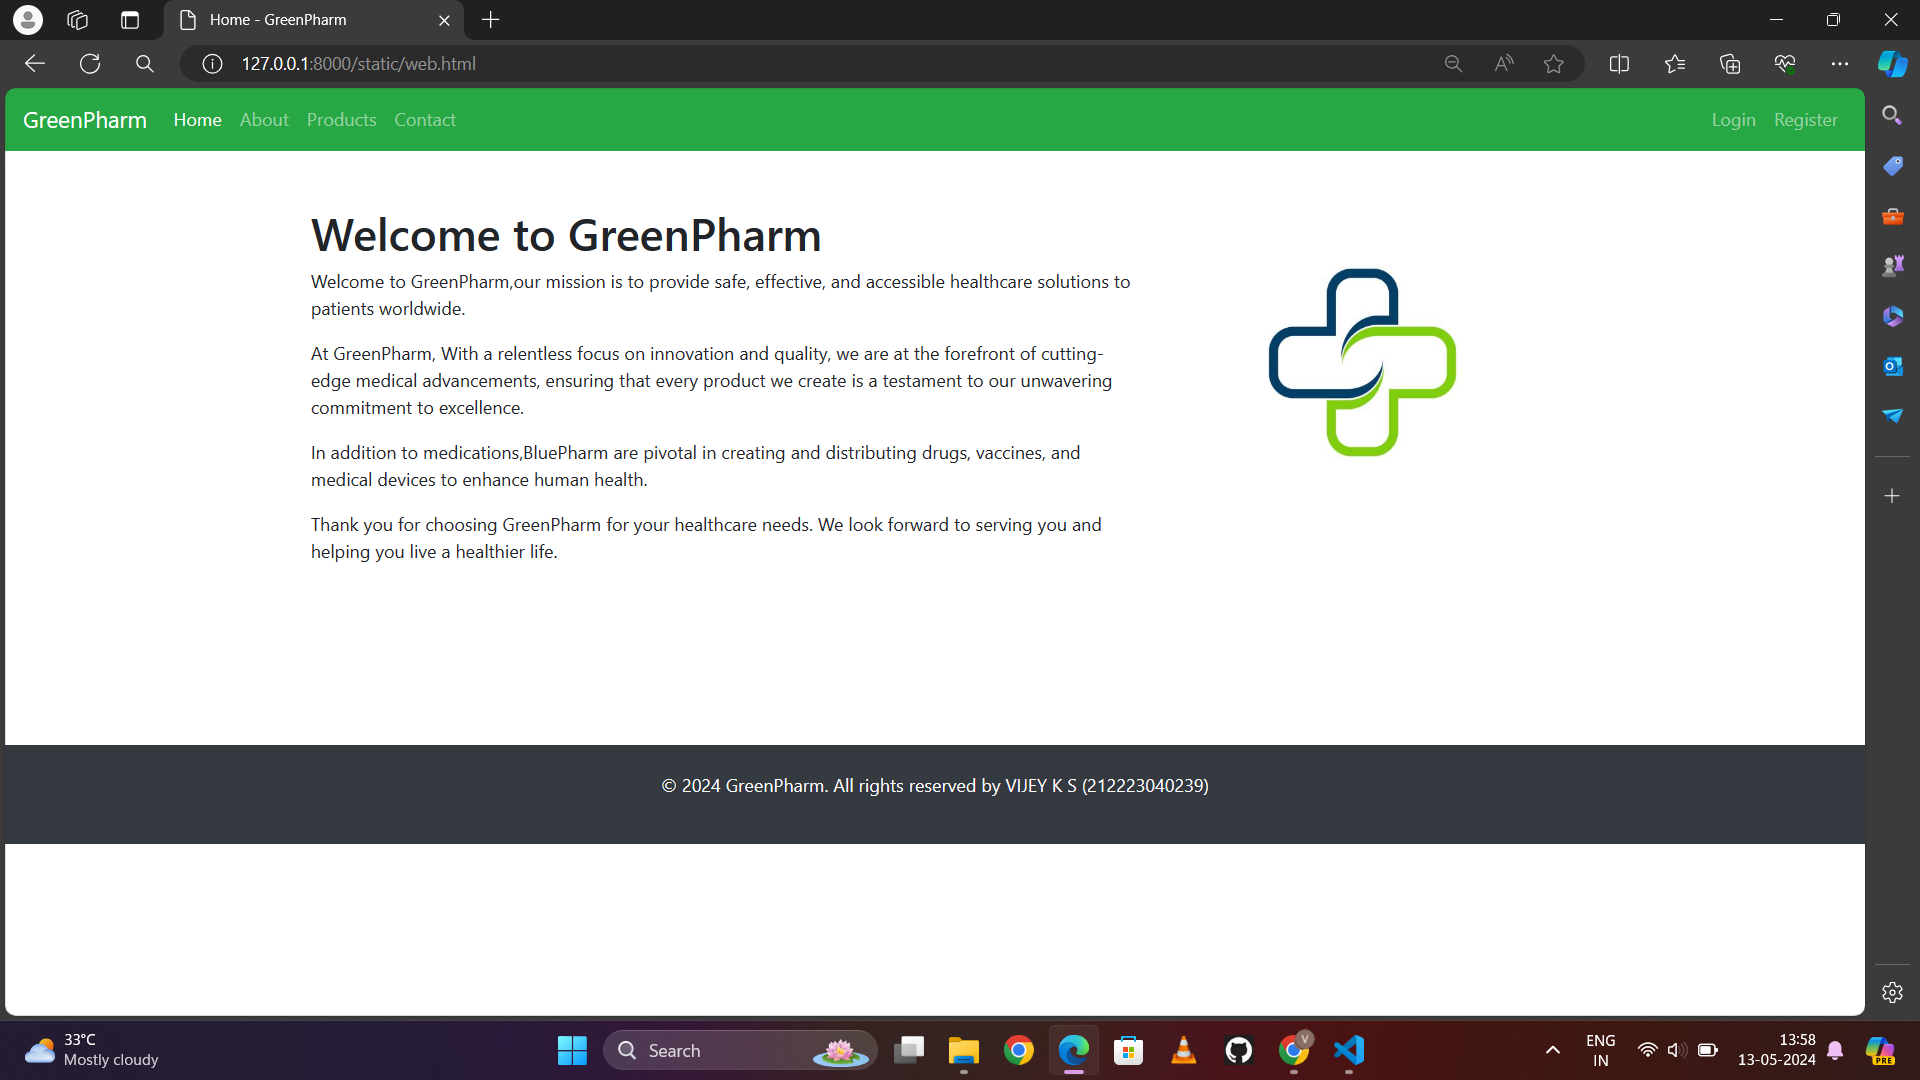 Home - GreenPharm
127.0.0.1:8000/static/web.html
GreenPharm Home About Products Contact Login Register
Welcome to GreenPharm
Welcome to GreenPharm,our mission is to provide safe, effective, and accessible healthcare solutions to
patients worldwide.
At GreenPharm, With a relentless focus on innovation and quality, we are at the forefront of cutting-
edge medical advancements, ensuring that every product we create is a testament to our unwavering
commitment to excellence.
In addition to medications,BluePharm are pivotal in creating and distributing drugs, vaccines, and
medical devices to enhance human health.
Thank you for choosing GreenPharm for your healthcare needs. We look forward to serving you and
helping you live a healthier life.
© 2024 GreenPharm. All rights reserved by VIJEY K S (212223040239)
33°C
Mostly cloudy
Search
V
ENG
IN
13:58
13-05-2024
PRE